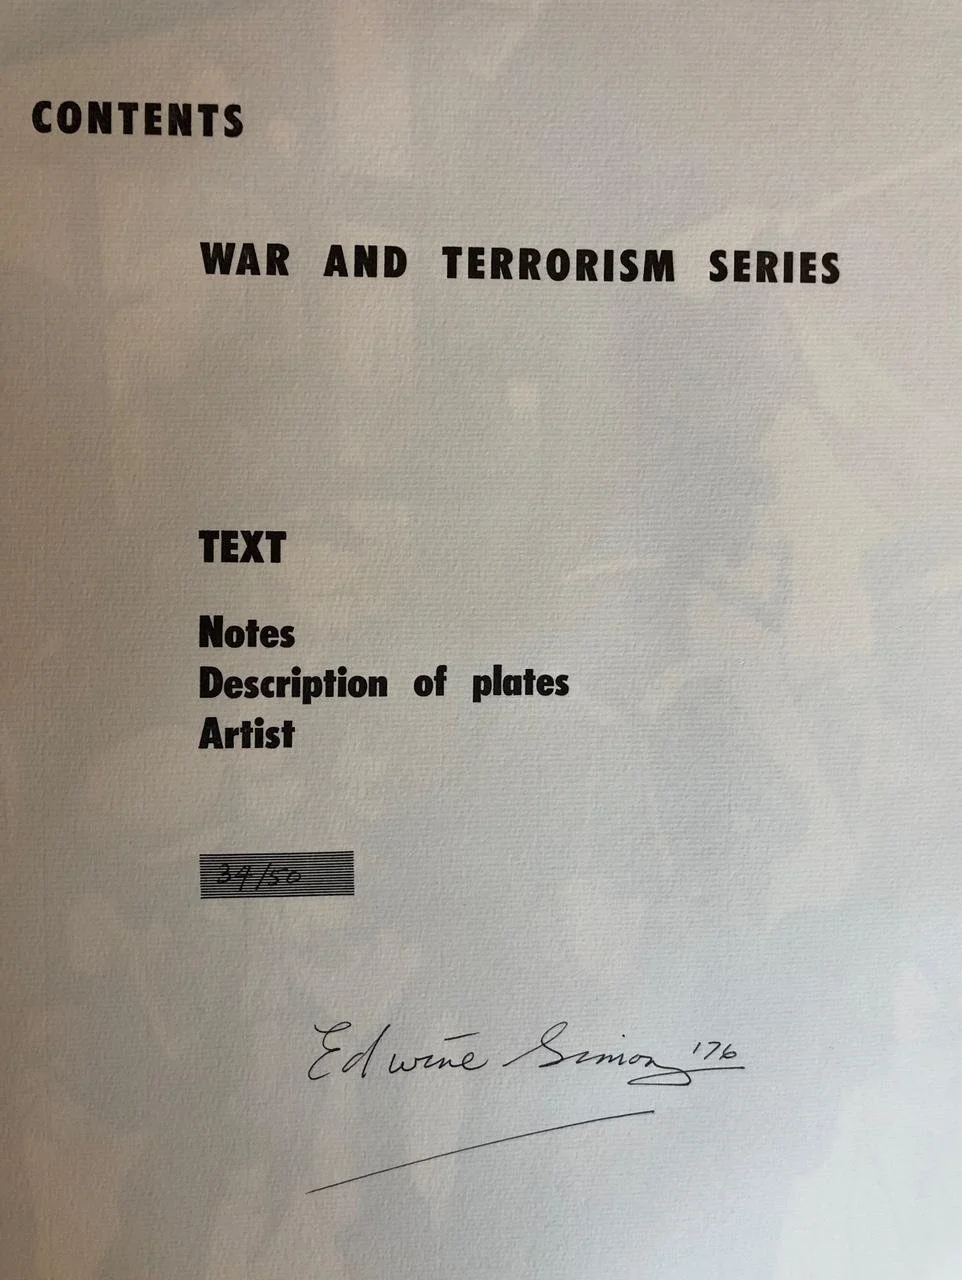 CONTENTS
WAR AND TERRORISM SERIES
TEXT
Notes
Description of plates
Artist
34/50
Edwine Simon '76